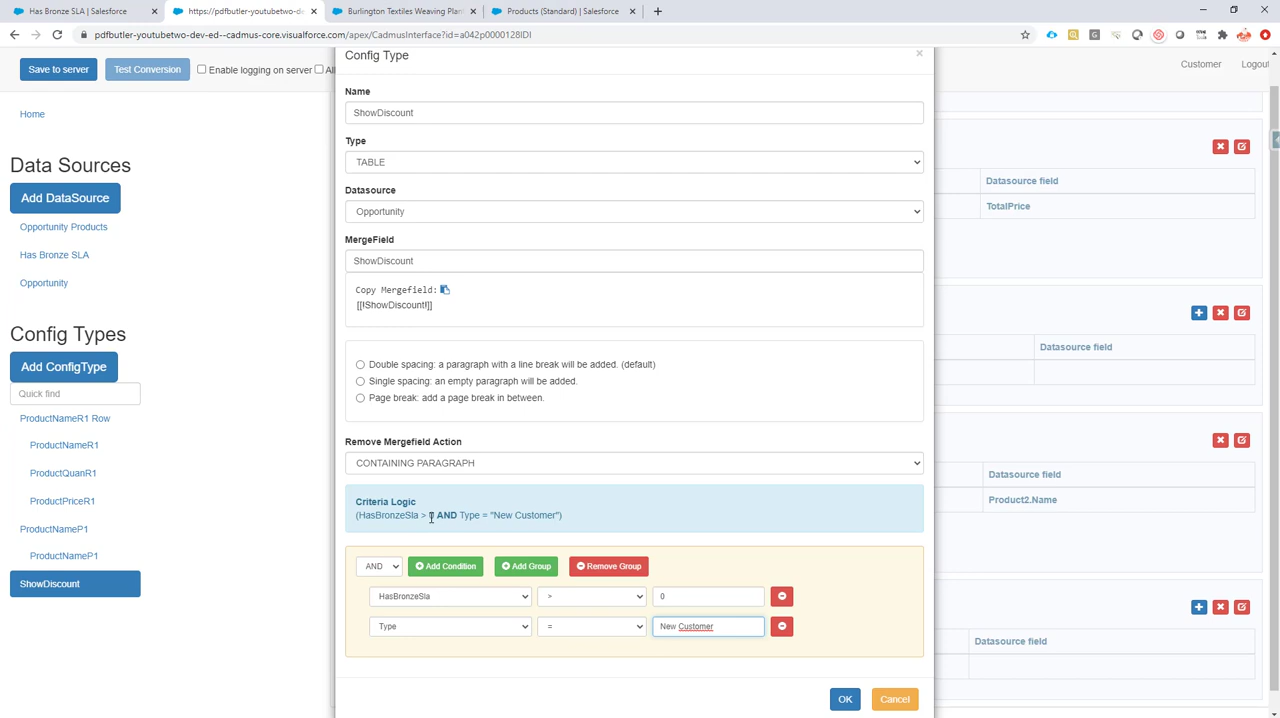 Has Bronze SLA | Salesforce
https://pdfbutler-youtubetwo-de
Burlington Textiles Weaving Plan
Products (Standard) | Salesforce
pdfbutler-youtubetwo-dev-ed--cadmus-core.visualforce.com/apex/CadmusInterface?id=a042p0000128IDI
Save to server
Test Conversion
Enable logging on server
Al
Customer
Logout
Home
Data Sources
Add DataSource
Opportunity Products
Has Bronze SLA
Opportunity
Config Types
Add ConfigType
Quick find
ProductNameR1 Row
ProductNameR1
ProductQuanR1
ProductPriceR1
ProductNameP1
ProductNameP1
ShowDiscount
Config Type
Name
ShowDiscount
Type
TABLE
Datasource
Opportunity
MergeField
ShowDiscount
Copy Mergefield:
[[!ShowDiscount!]]
Double spacing: a paragraph with a line break will be added. (default)
Single spacing: an empty paragraph will be added.
Page break: add a page break in between.
Remove Mergefield Action
CONTAINING PARAGRAPH
Criteria Logic
(HasBronzeSla > 0 AND Type = "New Customer")
AND
Add Condition
Add Group
Remove Group
HasBronzeSla
>
0
Type
=
New Customer
OK
Cancel
Datasource field
TotalPrice
Datasource field
Datasource field
Product2.Name
Datasource field